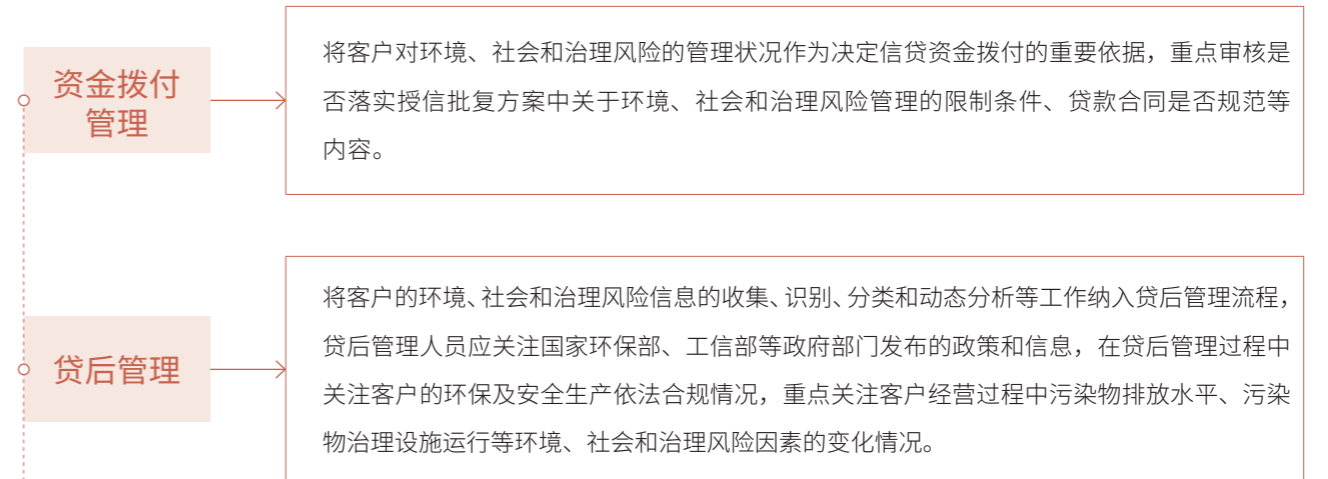 资金拨付
管理
将客户对环境、社会和治理风险的管理状况作为决定信贷资金拨付的重要依据，重点审核是
否落实授信批复方案中关于环境、社会和治理风险管理的限制条件、贷款合同是否规范等
内容。
贷后管理
将客户的环境、社会和治理风险信息的收集、识别、分类和动态分析等工作纳入贷后管理流程，
贷后管理人员应关注国家环保部、工信部等政府部门发布的政策和信息，在贷后管理过程中
关注客户的环保及安全生产依法合规情况，重点关注客户经营过程中污染物排放水平、污染
物治理设施运行等环境、社会和治理风险因素的变化情况。